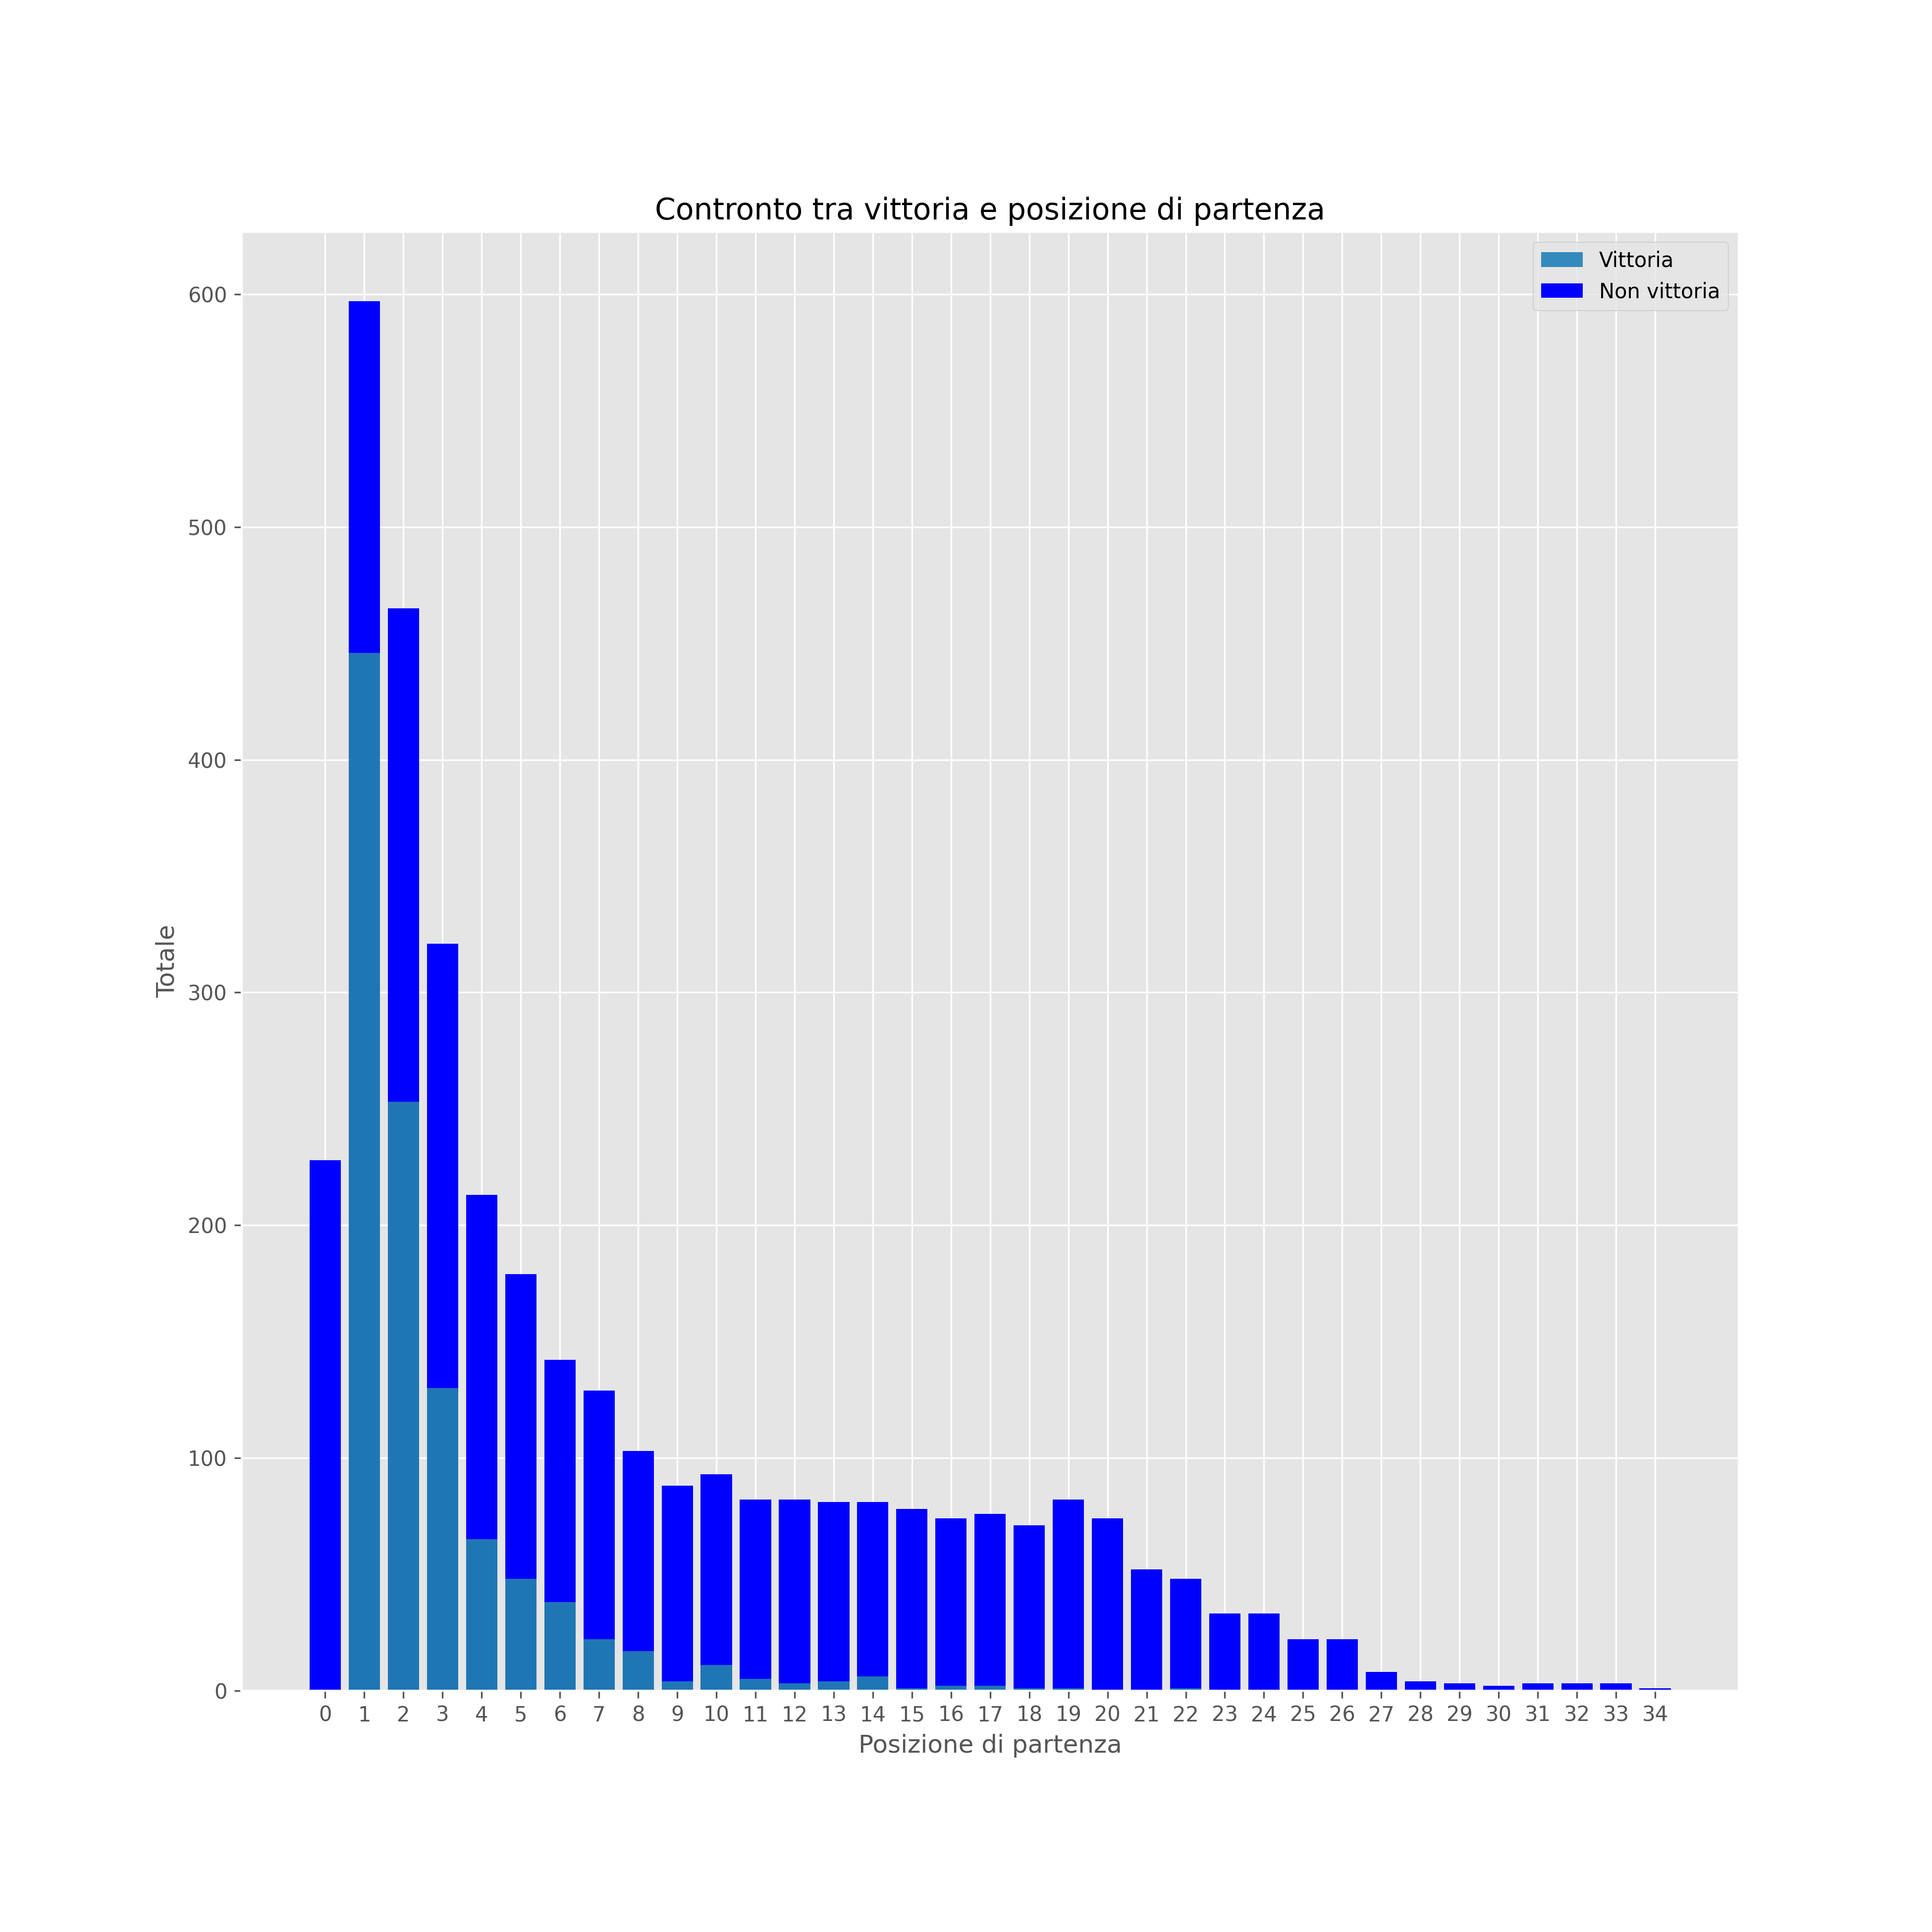 Contronto tra vittoria e posizione di partenza
Vittoria
Non vittoria
600
500
400
300
200
100
0
Totale
0 1 2 3 4 5 6 7 8 9 10 11 12 13 14 15 16 17 18 19 20 21 22 23 24 25 26 27 28 29 30 31 32 33 34
Posizione di partenza